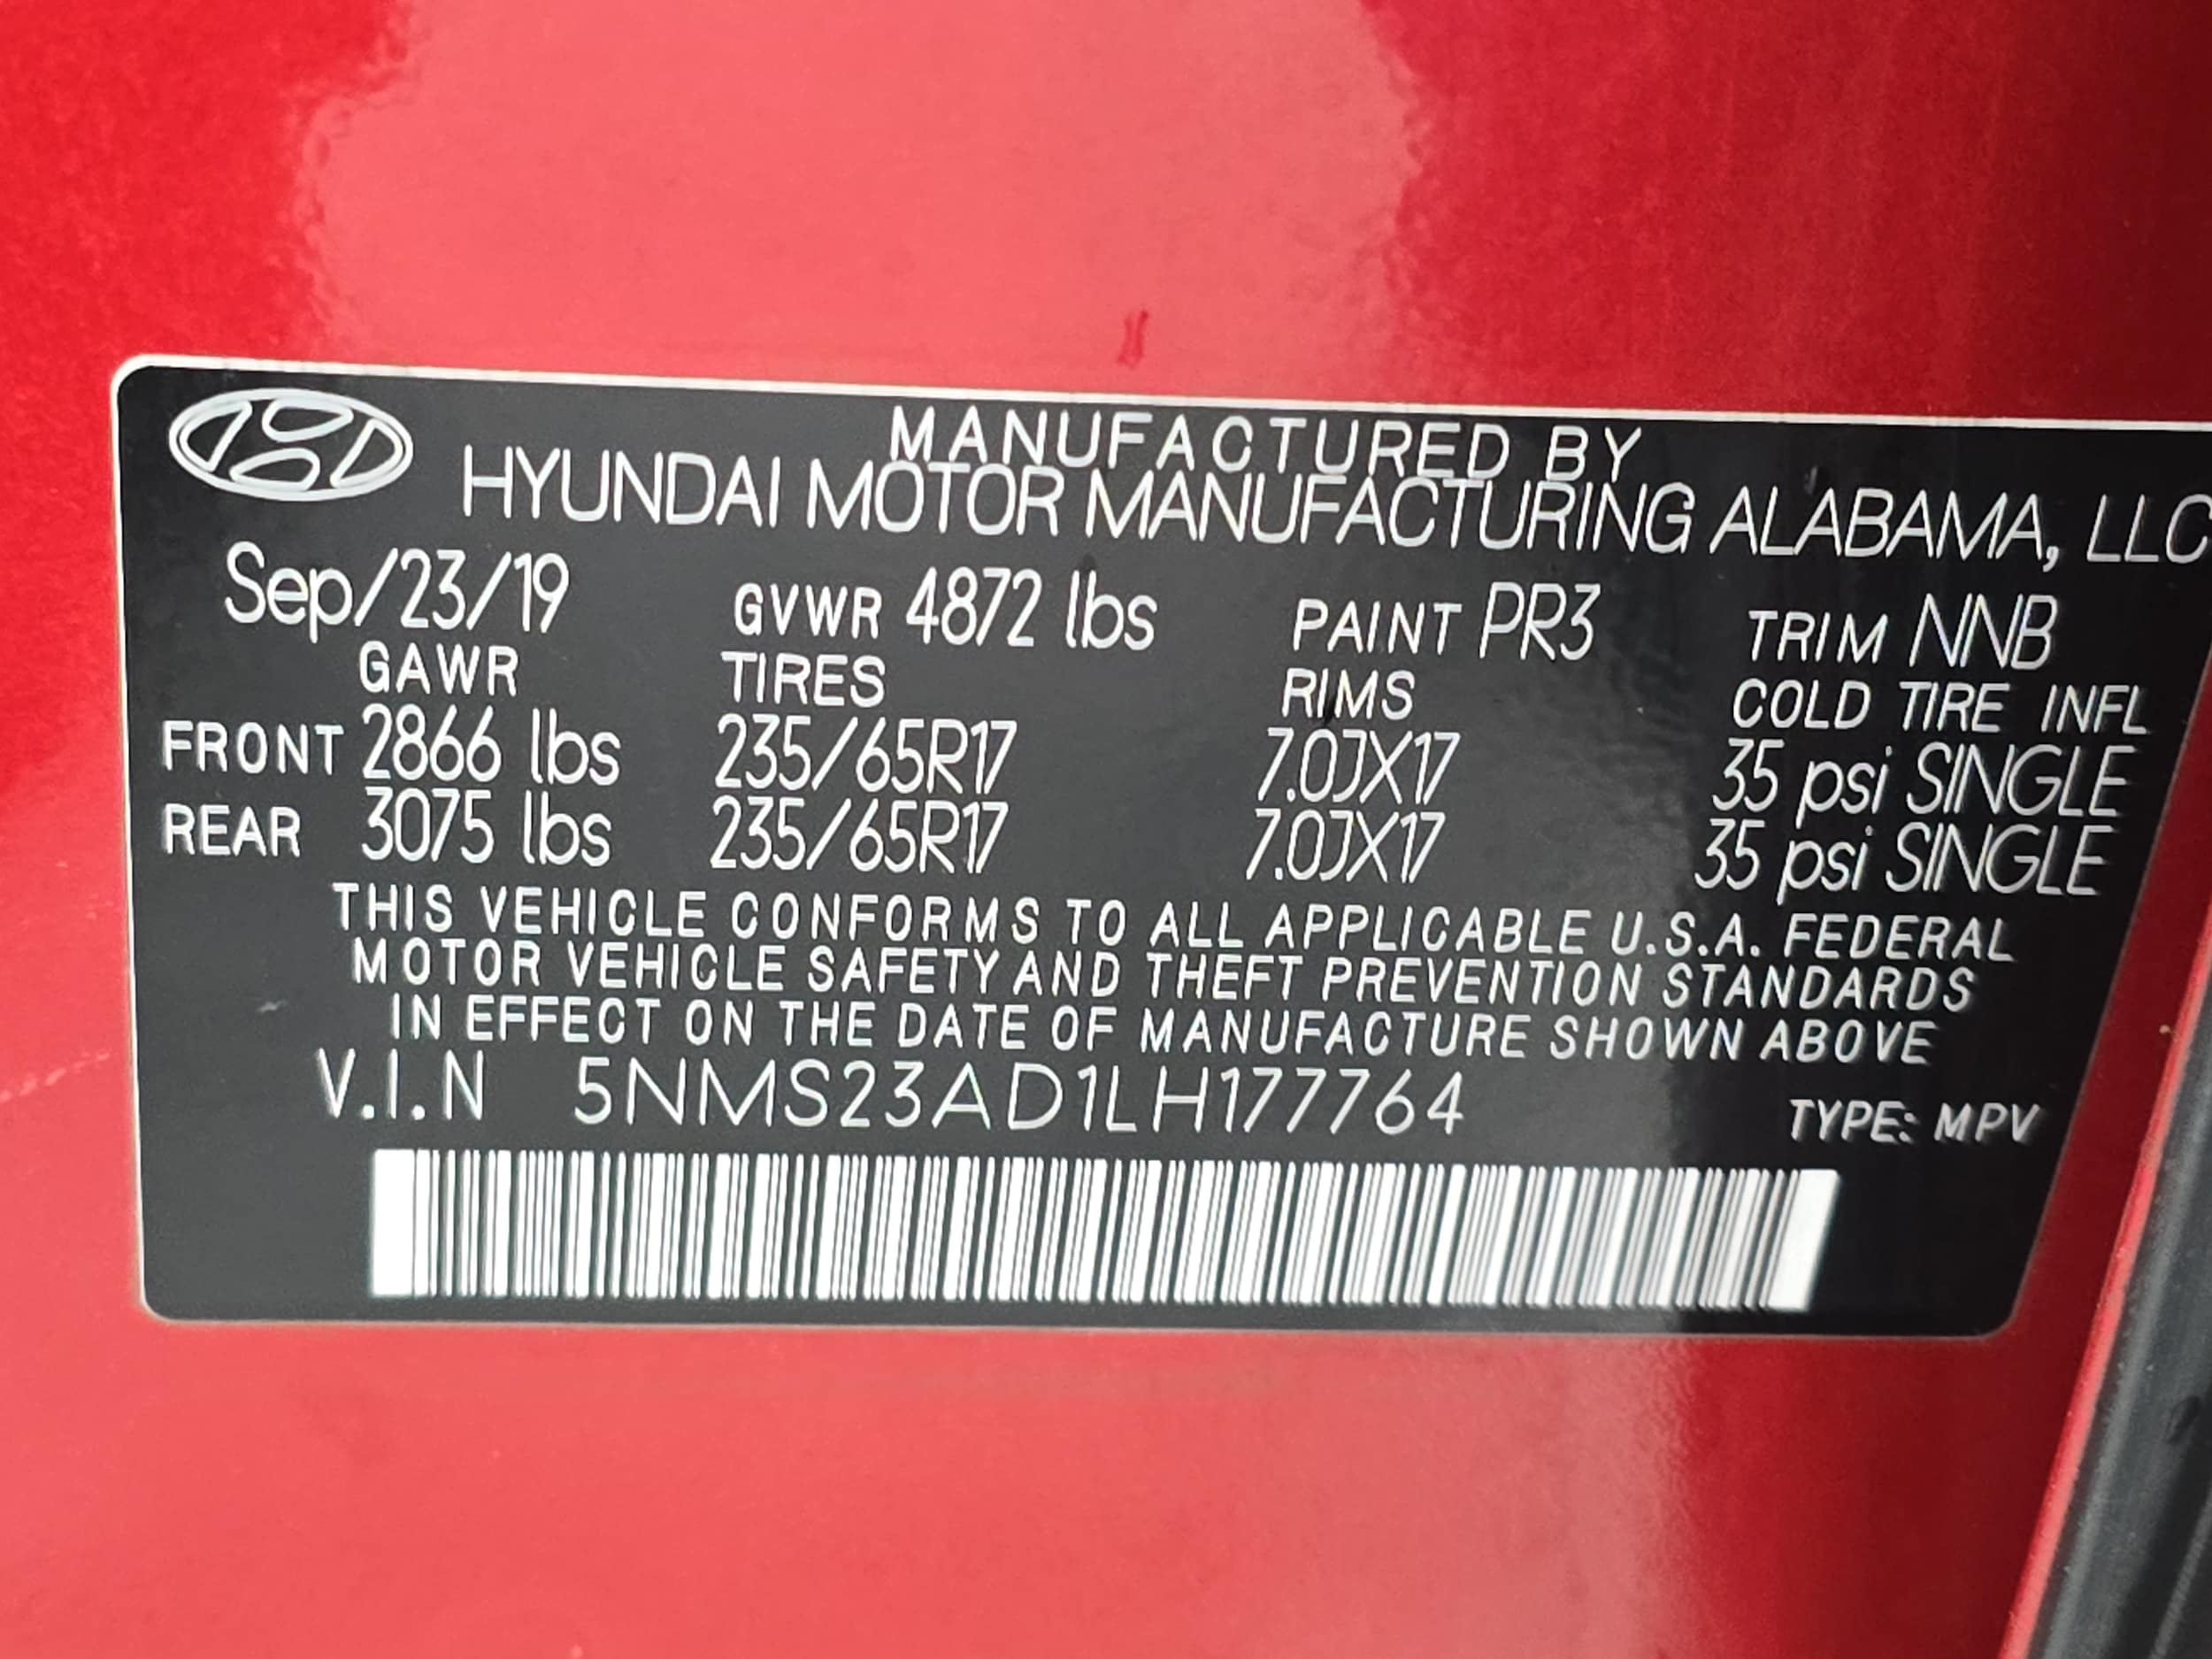 MANUFACTURED BY
HYUNDAI MOTOR MANUFACTURING ALABAMA, LLC
Sep/23/19 GVWR 4872 lbs PAINT PR3 TRIM NNB
GAWR TIRES RIMS COLD TIRE INFL
FRONT 2866 lbs 235/65R17 7.0JX17 35 psi SINGLE
REAR 3075 lbs 235/65R17 7.0JX17 35 psi SINGLE
THIS VEHICLE CONFORMS TO ALL APPLICABLE U.S.A. FEDERAL
MOTOR VEHICLE SAFETY AND THEFT PREVENTION STANDARDS
IN EFFECT ON THE DATE OF MANUFACTURE SHOWN ABOVE
V.I.N 5NMS23AD1LH177764 TYPE: MPV